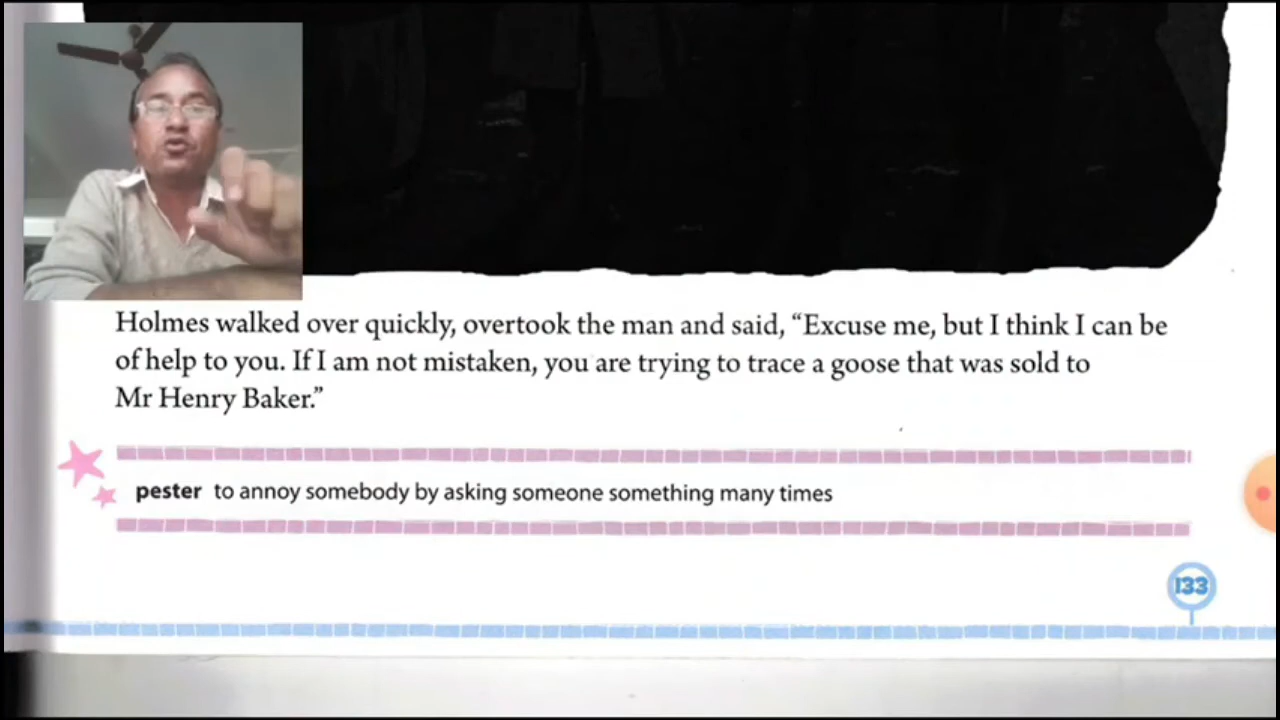 Holmes walked over quickly, overtook the man and said, “Excuse me, but I think I can be
of help to you. If I am not mistaken, you are trying to trace a goose that was sold to
Mr Henry Baker.”
pester to annoy somebody by asking someone something many times
133